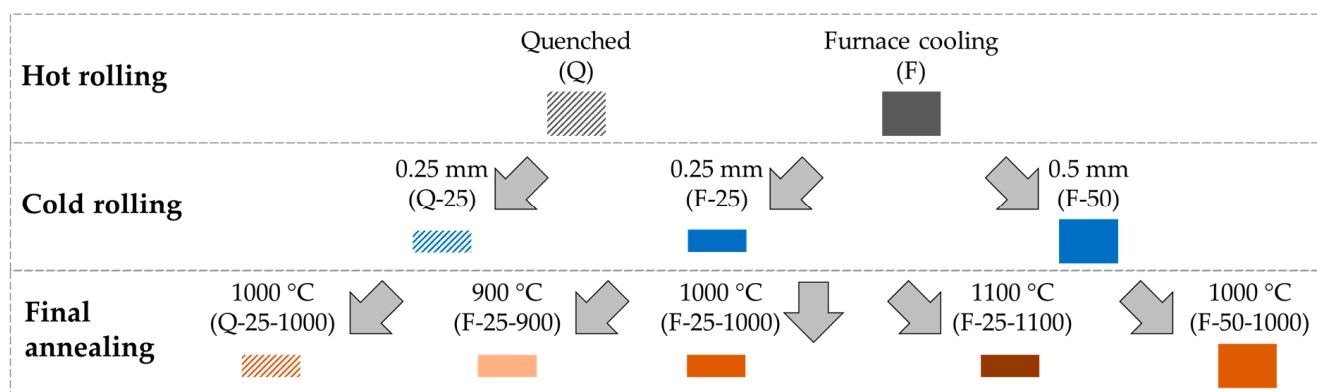 Hot rolling
Quenched
(Q)
Furnace cooling
(F)
Cold rolling
0.25 mm
(Q-25)
0.25 mm
(F-25)
0.5 mm
(F-50)
Final
annealing
1000 °C
(Q-25-1000)
900 °C
(F-25-900)
1000 °C
(F-25-1000)
1100 °C
(F-25-1100)
1000 °C
(F-50-1000)